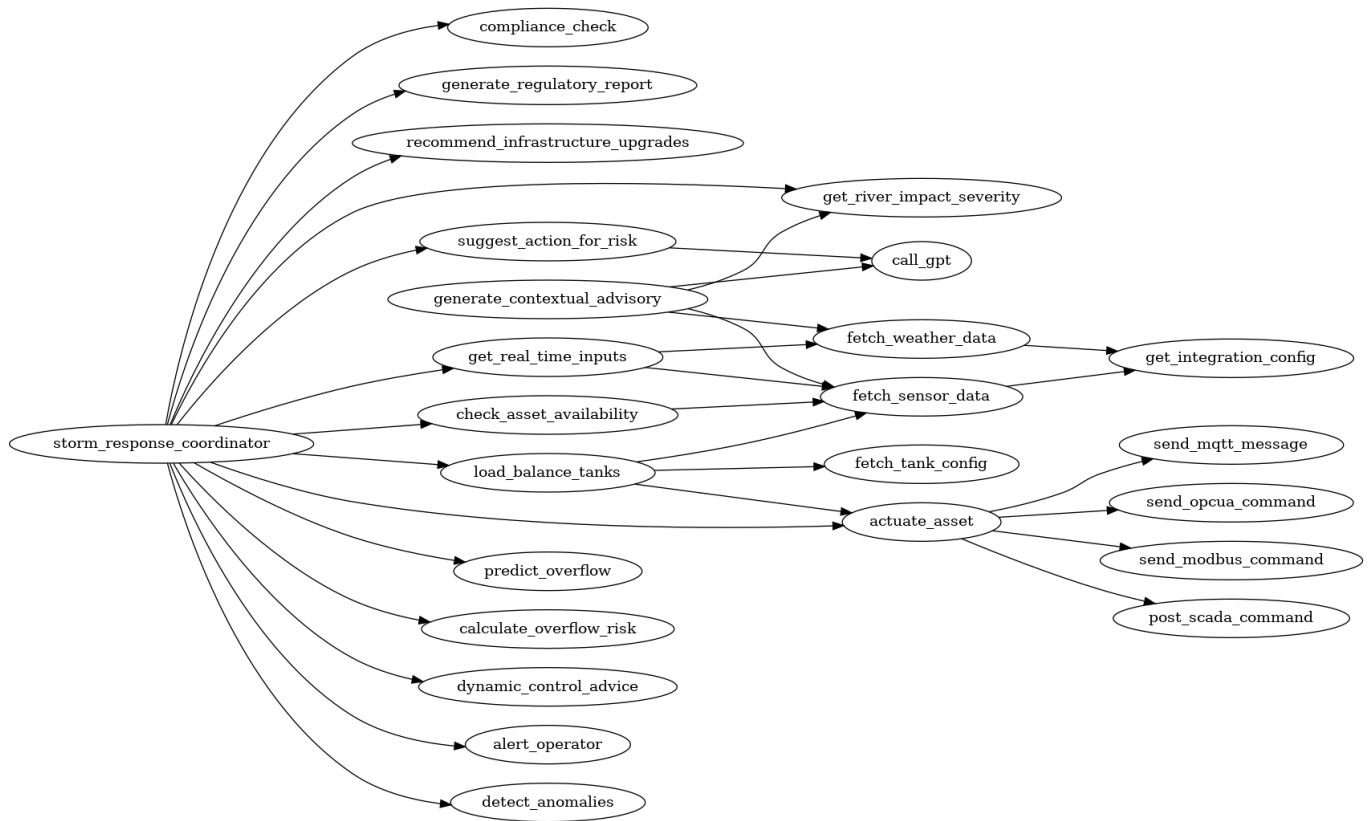 compliance_check
generate_regulatory_report
recommend_infrastructure_upgrades
get_river_impact_severity
suggest_action_for_risk
call_gpt
generate_contextual_advisory
fetch_weather_data
get_real_time_inputs
get_integration_config
fetch_sensor_data
check_asset_availability
storm_response_coordinator
send_mqtt_message
load_balance_tanks
fetch_tank_config
send_opcua_command
actuate_asset
send_modbus_command
predict_overflow
post_scada_command
calculate_overflow_risk
dynamic_control_advice
alert_operator
detect_anomalies